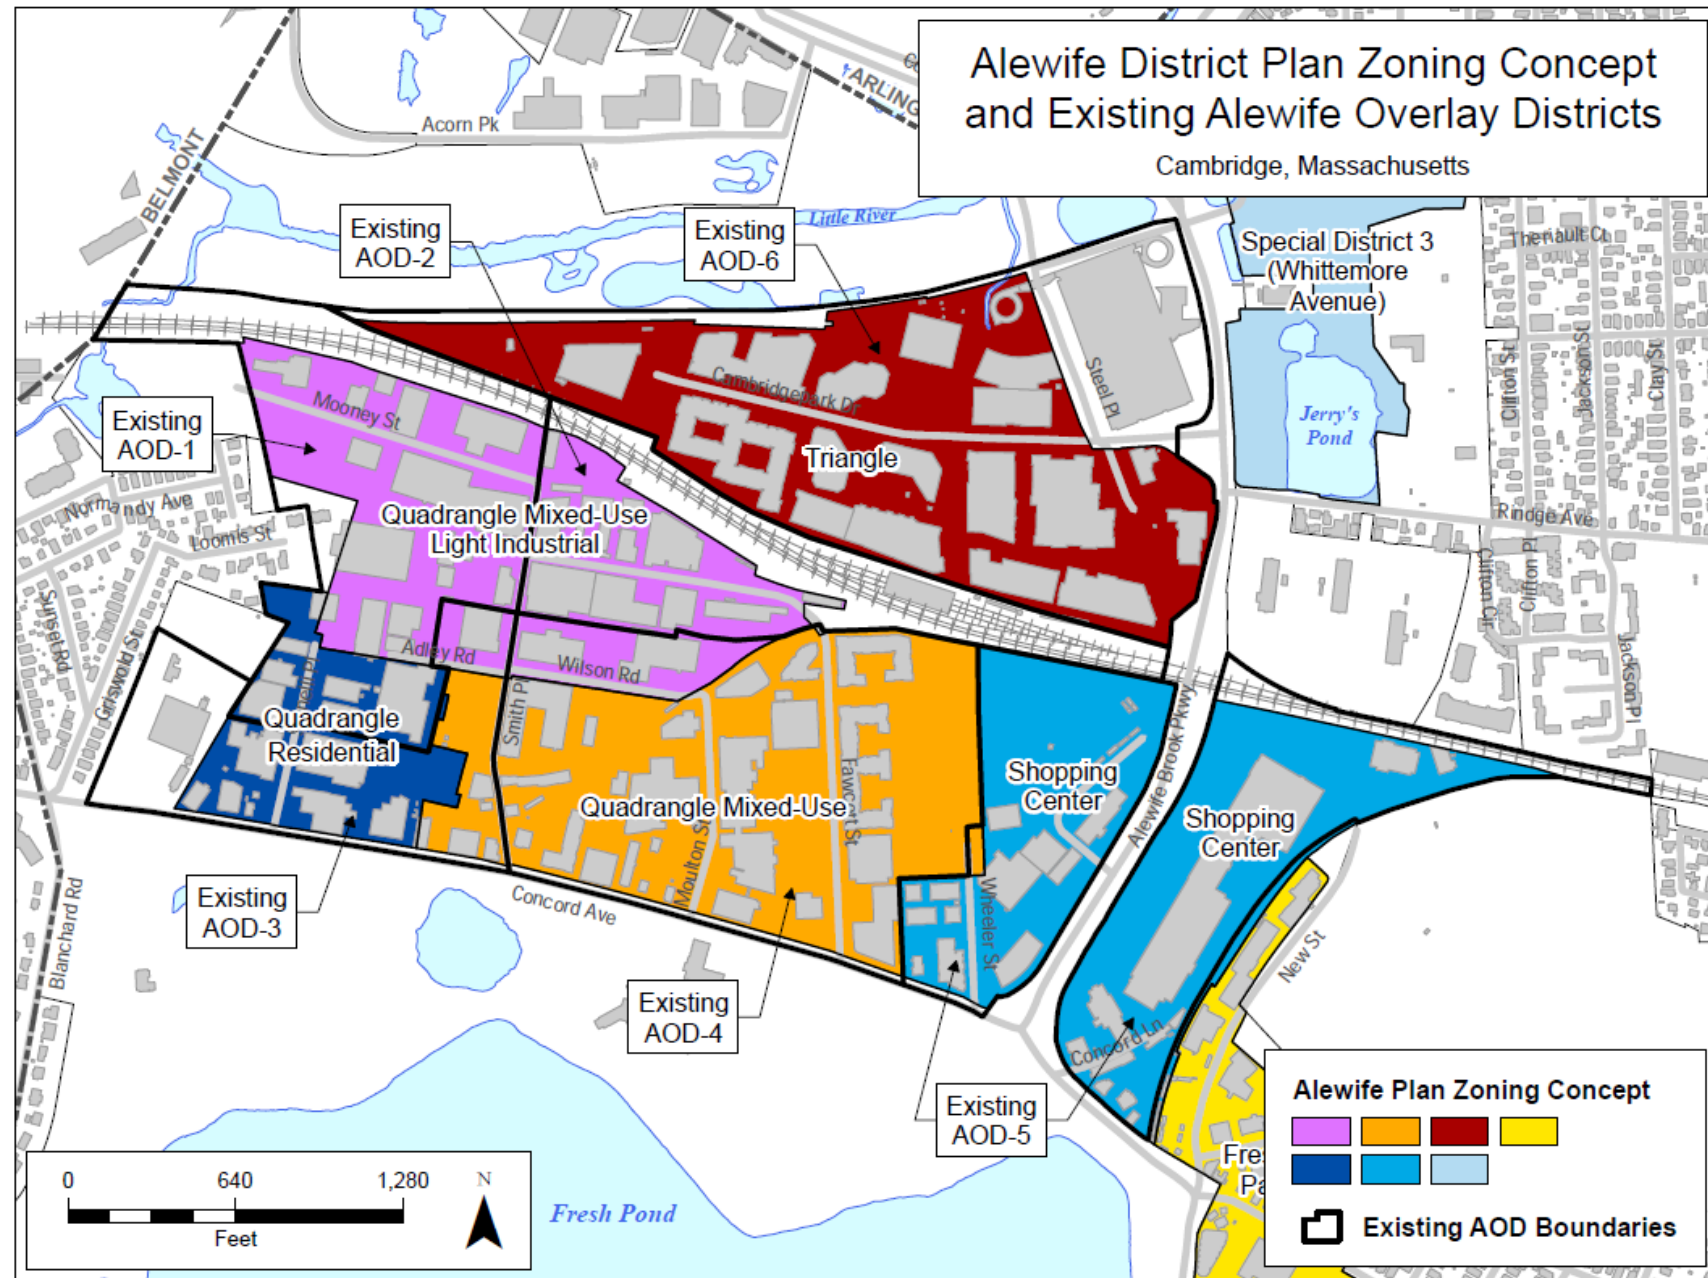 Alewife District Plan Zoning Concept
and Existing Alewife Overlay Districts
Cambridge, Massachusetts
Acorn Pk
ARLING
BELMONT
Little River
Existing
AOD-2
Existing
AOD-6
Special District 3
(Whittemore
Avenue)
Theriault Ct
Clifton St
Jackson St
Clay St
Steel Pl
Jerry's
Pond
Cambridgepark Dr
Triangle
Mooney St
Existing
AOD-1
Normandy Ave
Loomis St
Quadrangle Mixed-Use
Light Industrial
Rindge Ave
Clifton Cir
Clifton Pl
Jackson Pl
Sunset Rd
Griswold St
Adley Rd
Wilson Rd
Smith Pl
Quadrangle
Residential
Fawcett St
Moulton St
Quadrangle Mixed-Use
Shopping
Center
Alewife Brook Pkwy
Shopping
Center
Wheeler St
Concord Ave
Blanchard Rd
Existing
AOD-3
New St
Existing
AOD-4
Concord Ln
Existing
AOD-5
Fre
Pa
Fresh Pond
0 640 1,280
Feet
N
Alewife Plan Zoning Concept
Existing AOD Boundaries